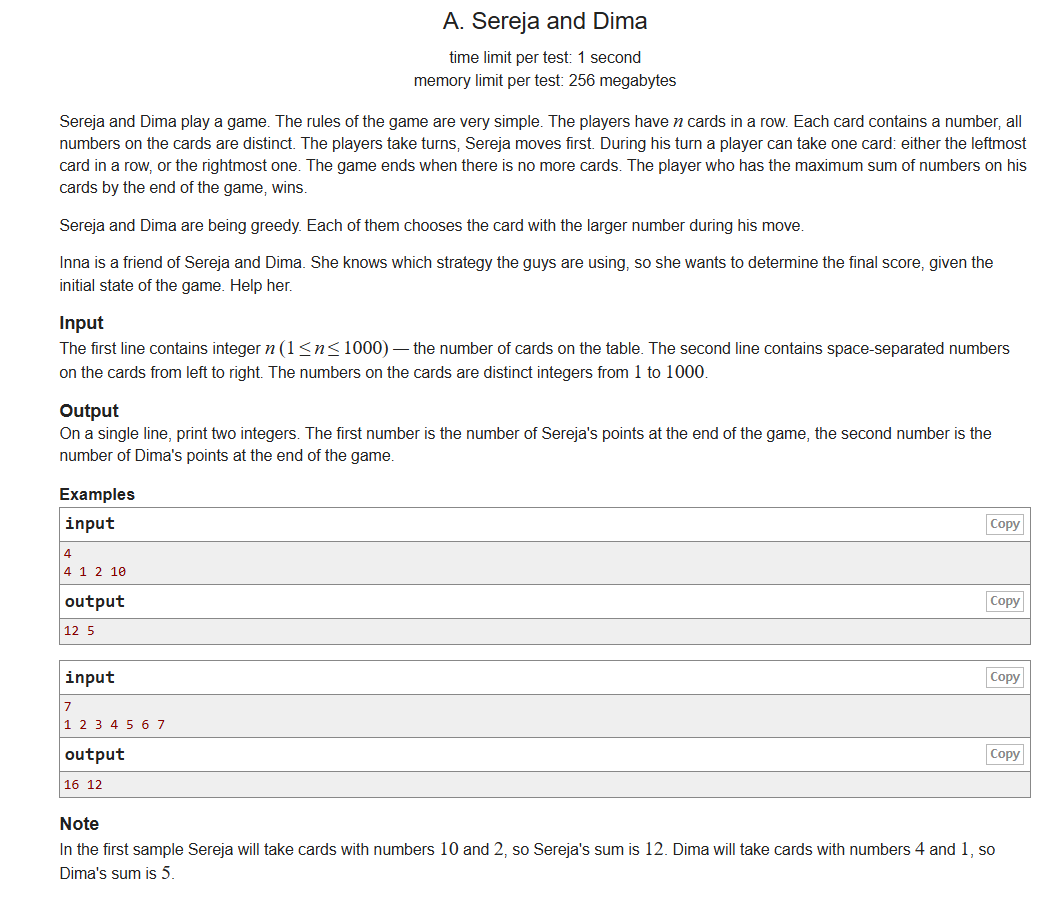 A. Sereja and Dima
time limit per test: 1 second
memory limit per test: 256 megabytes
Sereja and Dima play a game. The rules of the game are very simple. The players have n cards in a row. Each card contains a number, all
numbers on the cards are distinct. The players take turns, Sereja moves first. During his turn a player can take one card: either the leftmost
card in a row, or the rightmost one. The game ends when there is no more cards. The player who has the maximum sum of numbers on his
cards by the end of the game, wins.
Sereja and Dima are being greedy. Each of them chooses the card with the larger number during his move.
Inna is a friend of Sereja and Dima. She knows which strategy the guys are using, so she wants to determine the final score, given the
initial state of the game. Help her.
Input
The first line contains integer n (1 ≤ n ≤ 1000) — the number of cards on the table. The second line contains space-separated numbers
on the cards from left to right. The numbers on the cards are distinct integers from 1 to 1000.
Output
On a single line, print two integers. The first number is the number of Sereja's points at the end of the game, the second number is the
number of Dima's points at the end of the game.
Examples
input Copy
4
4 1 2 10
output Copy
12 5
input Copy
7
1 2 3 4 5 6 7
output Copy
16 12
Note
In the first sample Sereja will take cards with numbers 10 and 2, so Sereja's sum is 12. Dima will take cards with numbers 4 and 1, so
Dima's sum is 5.